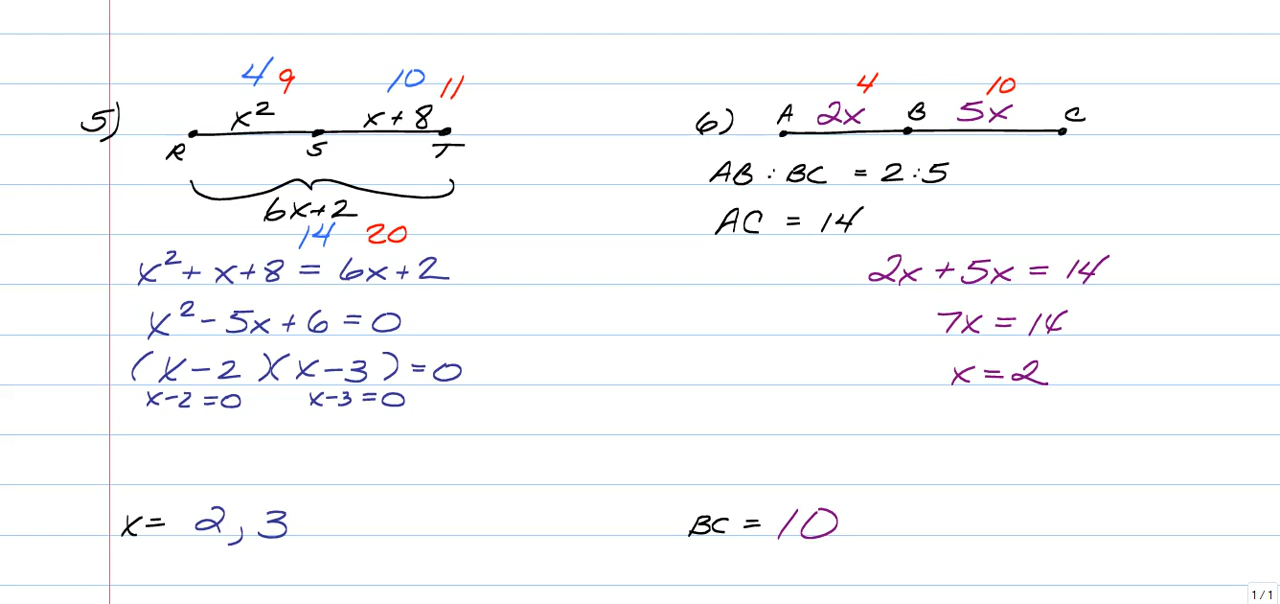 4 9 10 11
5) x² x + 8
R S T
6x+2
14 20
x² + x + 8 = 6x + 2
x² - 5x + 6 = 0
(x - 2)(x - 3) = 0
x - 2 = 0 x - 3 = 0
x = 2, 3
4 10
6) A 2x B 5x C
AB : BC = 2 : 5
AC = 14
2x + 5x = 14
7x = 14
x = 2
BC = 10
1 / 1